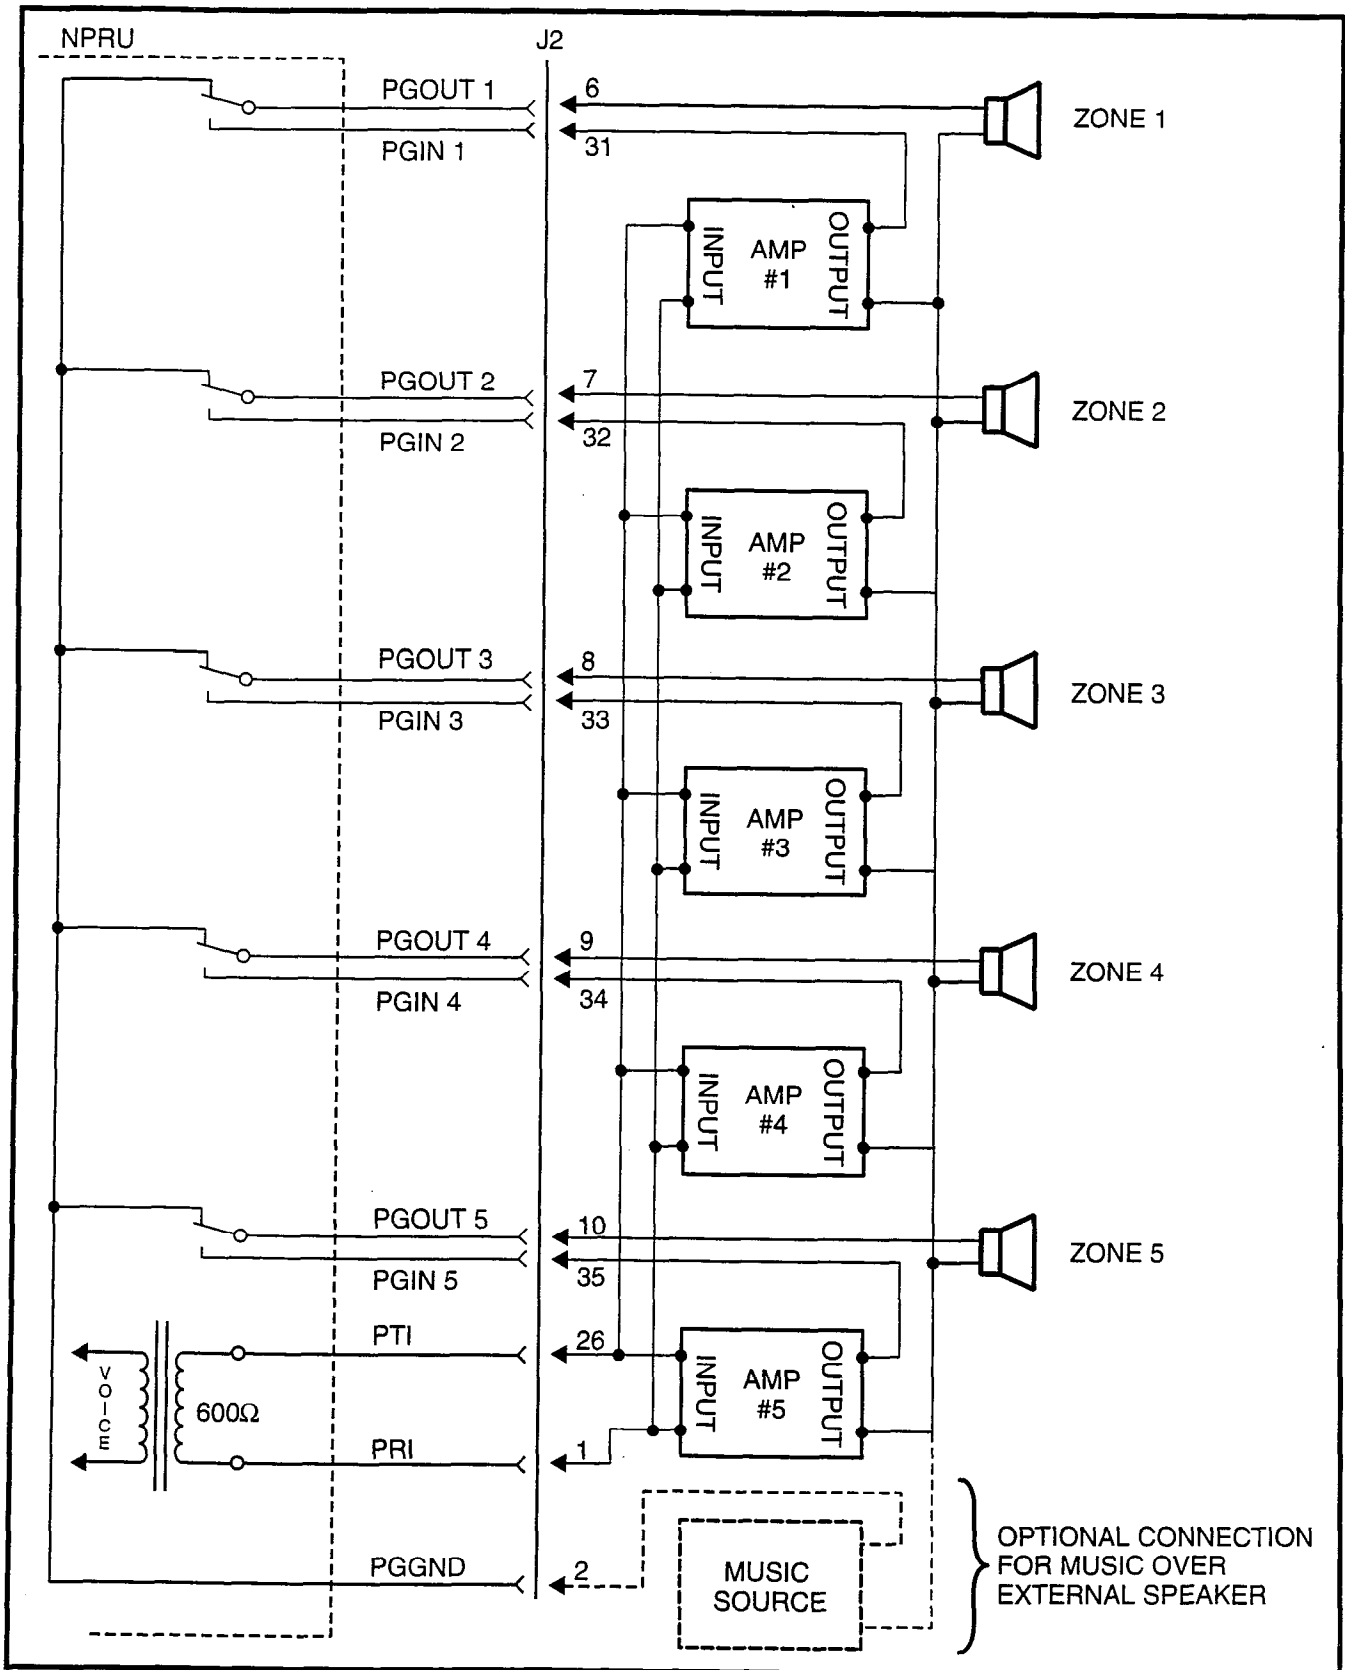 NPRU
J2
PGOUT 1
6
ZONE 1
PGIN 1
31
INPUT
AMP
#1
OUTPUT
PGOUT 2
7
ZONE 2
PGIN 2
32
INPUT
AMP
#2
OUTPUT
PGOUT 3
8
ZONE 3
PGIN 3
33
INPUT
AMP
#3
OUTPUT
PGOUT 4
9
ZONE 4
PGIN 4
34
INPUT
AMP
#4
OUTPUT
PGOUT 5
10
ZONE 5
PGIN 5
35
PTI
26
INPUT
AMP
#5
OUTPUT
VOICE
600Ω
PRI
1
PGGND
2
MUSIC
SOURCE
OPTIONAL CONNECTION
FOR MUSIC OVER
EXTERNAL SPEAKER